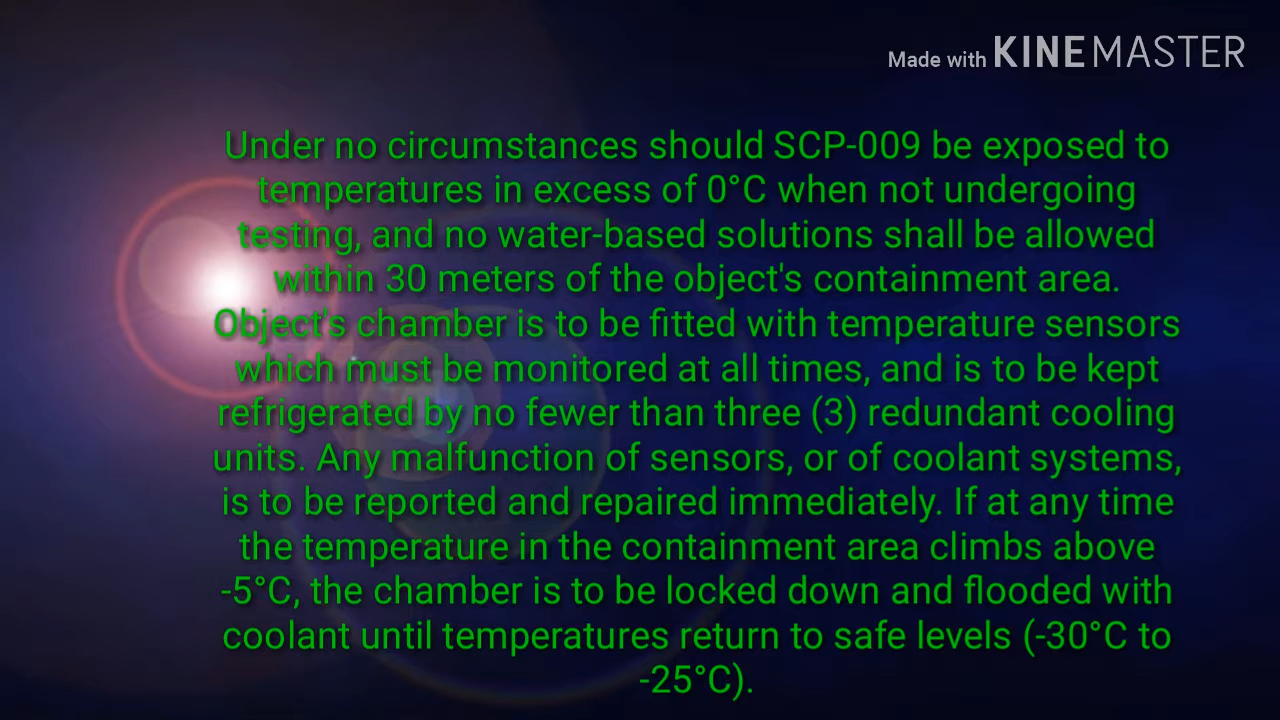 Made with KINEMASTER
Under no circumstances should SCP-009 be exposed to
temperatures in excess of 0°C when not undergoing
testing, and no water-based solutions shall be allowed
within 30 meters of the object's containment area.
Object's chamber is to be fitted with temperature sensors
which must be monitored at all times, and is to be kept
refrigerated by no fewer than three (3) redundant cooling
units. Any malfunction of sensors, or of coolant systems,
is to be reported and repaired immediately. If at any time
the temperature in the containment area climbs above
-5°C, the chamber is to be locked down and flooded with
coolant until temperatures return to safe levels (-30°C to
-25°C).